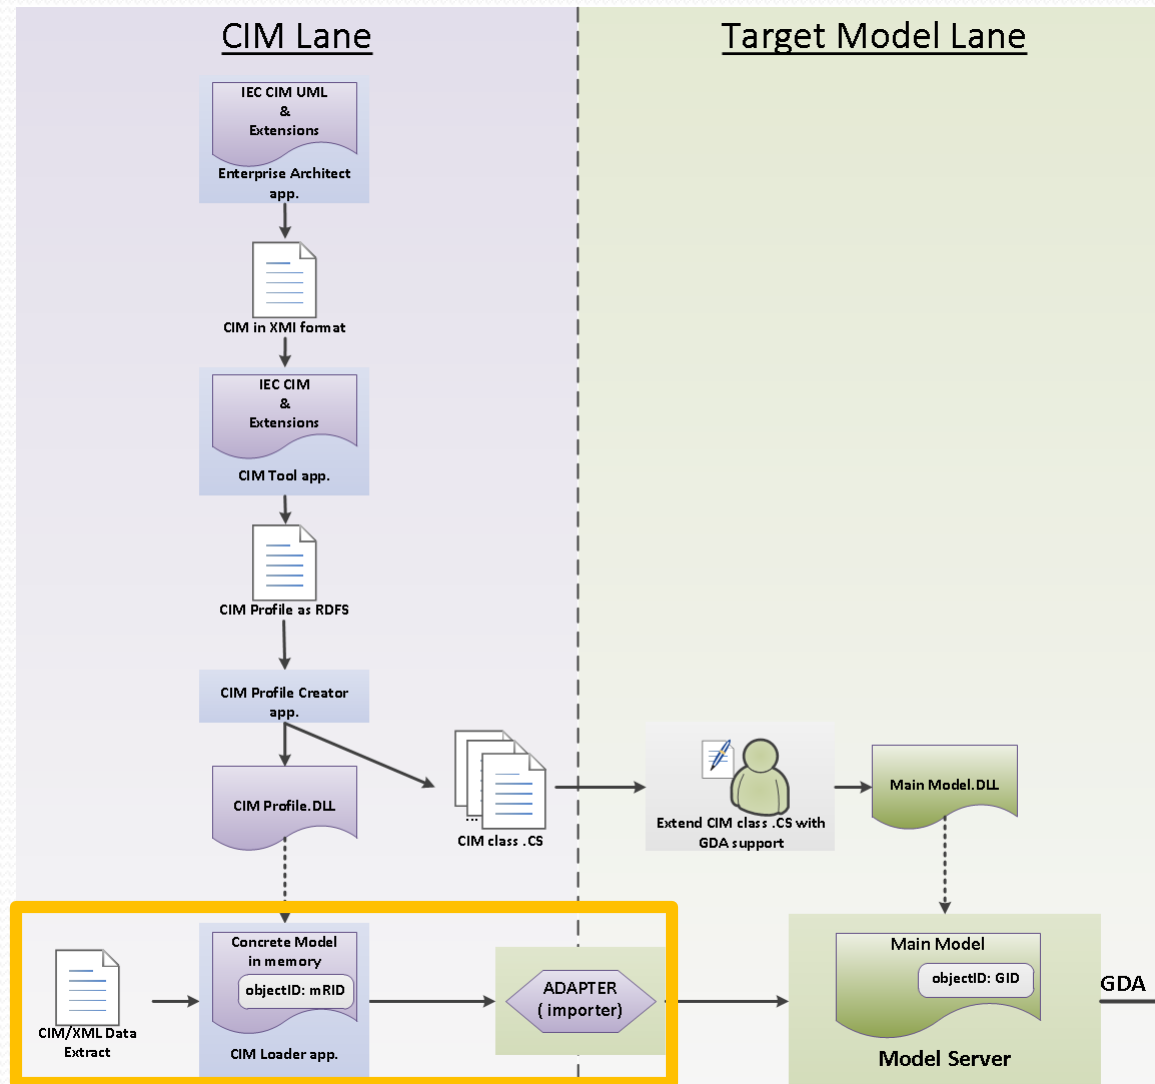 CIM Lane
Target Model Lane
IEC CIM UML
&
Extensions
Enterprise Architect
app.
CIM in XMI format
IEC CIM
&
Extensions
CIM Tool app.
CIM Profile as RDFS
CIM Profile Creator
app.
CIM Profile.DLL
...
CIM class .CS
Extend CIM class .CS with
GDA support
Main Model.DLL
CIM/XML Data
Extract
Concrete Model
in memory
objectID: mRID
CIM Loader app.
ADAPTER
( importer)
Main Model
objectID: GID
Model Server
GDA